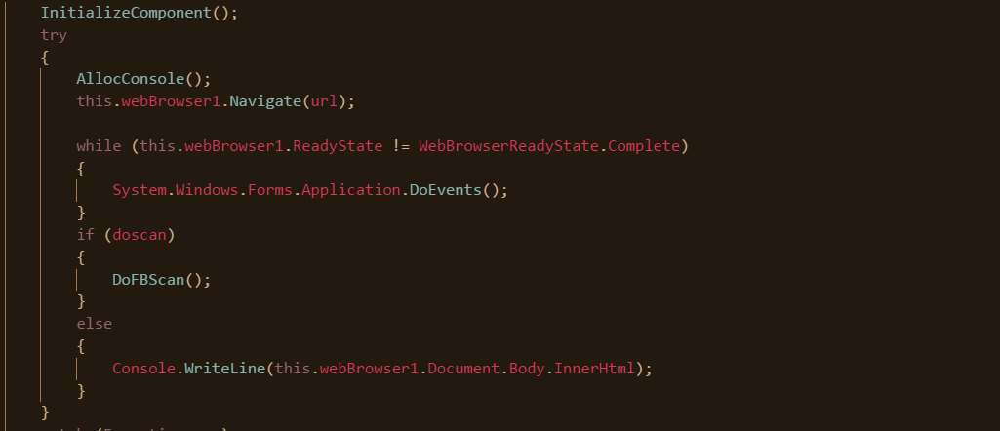 InitializeComponent();
try
{
AllocConsole();
this.webBrowser1.Navigate(url);
while (this.webBrowser1.ReadyState != WebBrowserReadyState.Complete)
{
System.Windows.Forms.Application.DoEvents();
}
if (doscan)
{
DoFBScan();
}
else
{
Console.WriteLine(this.webBrowser1.Document.Body.InnerHtml);
}
}